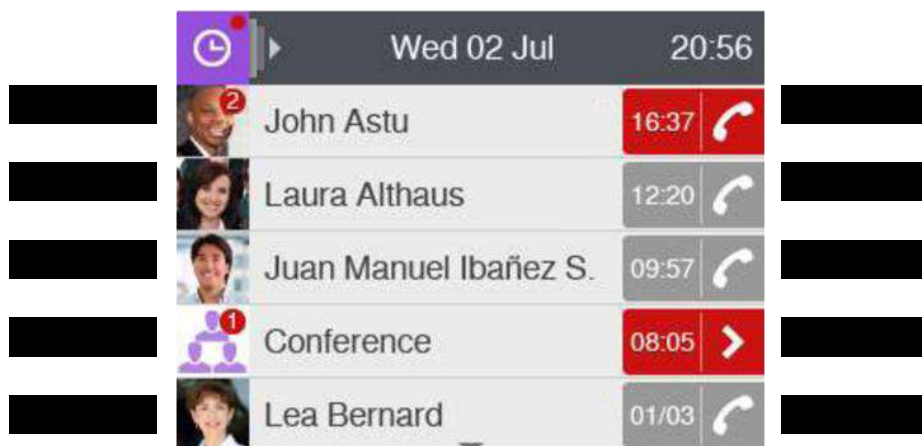 Wed 02 Jul 20:56
2 John Astu 16:37
Laura Althaus 12:20
Juan Manuel Ibañez S. 09:57
1 Conference 08:05
Lea Bernard 01/03